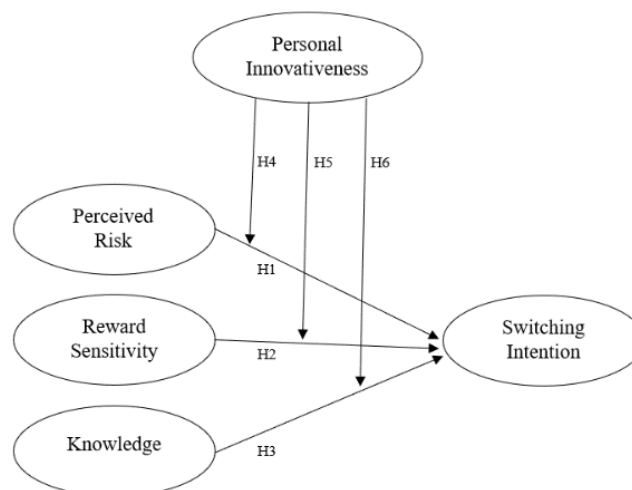 Personal
Innovativeness
H4
H5
H6
Perceived
Risk
H1
Reward
Sensitivity
H2
Switching
Intention
Knowledge
H3